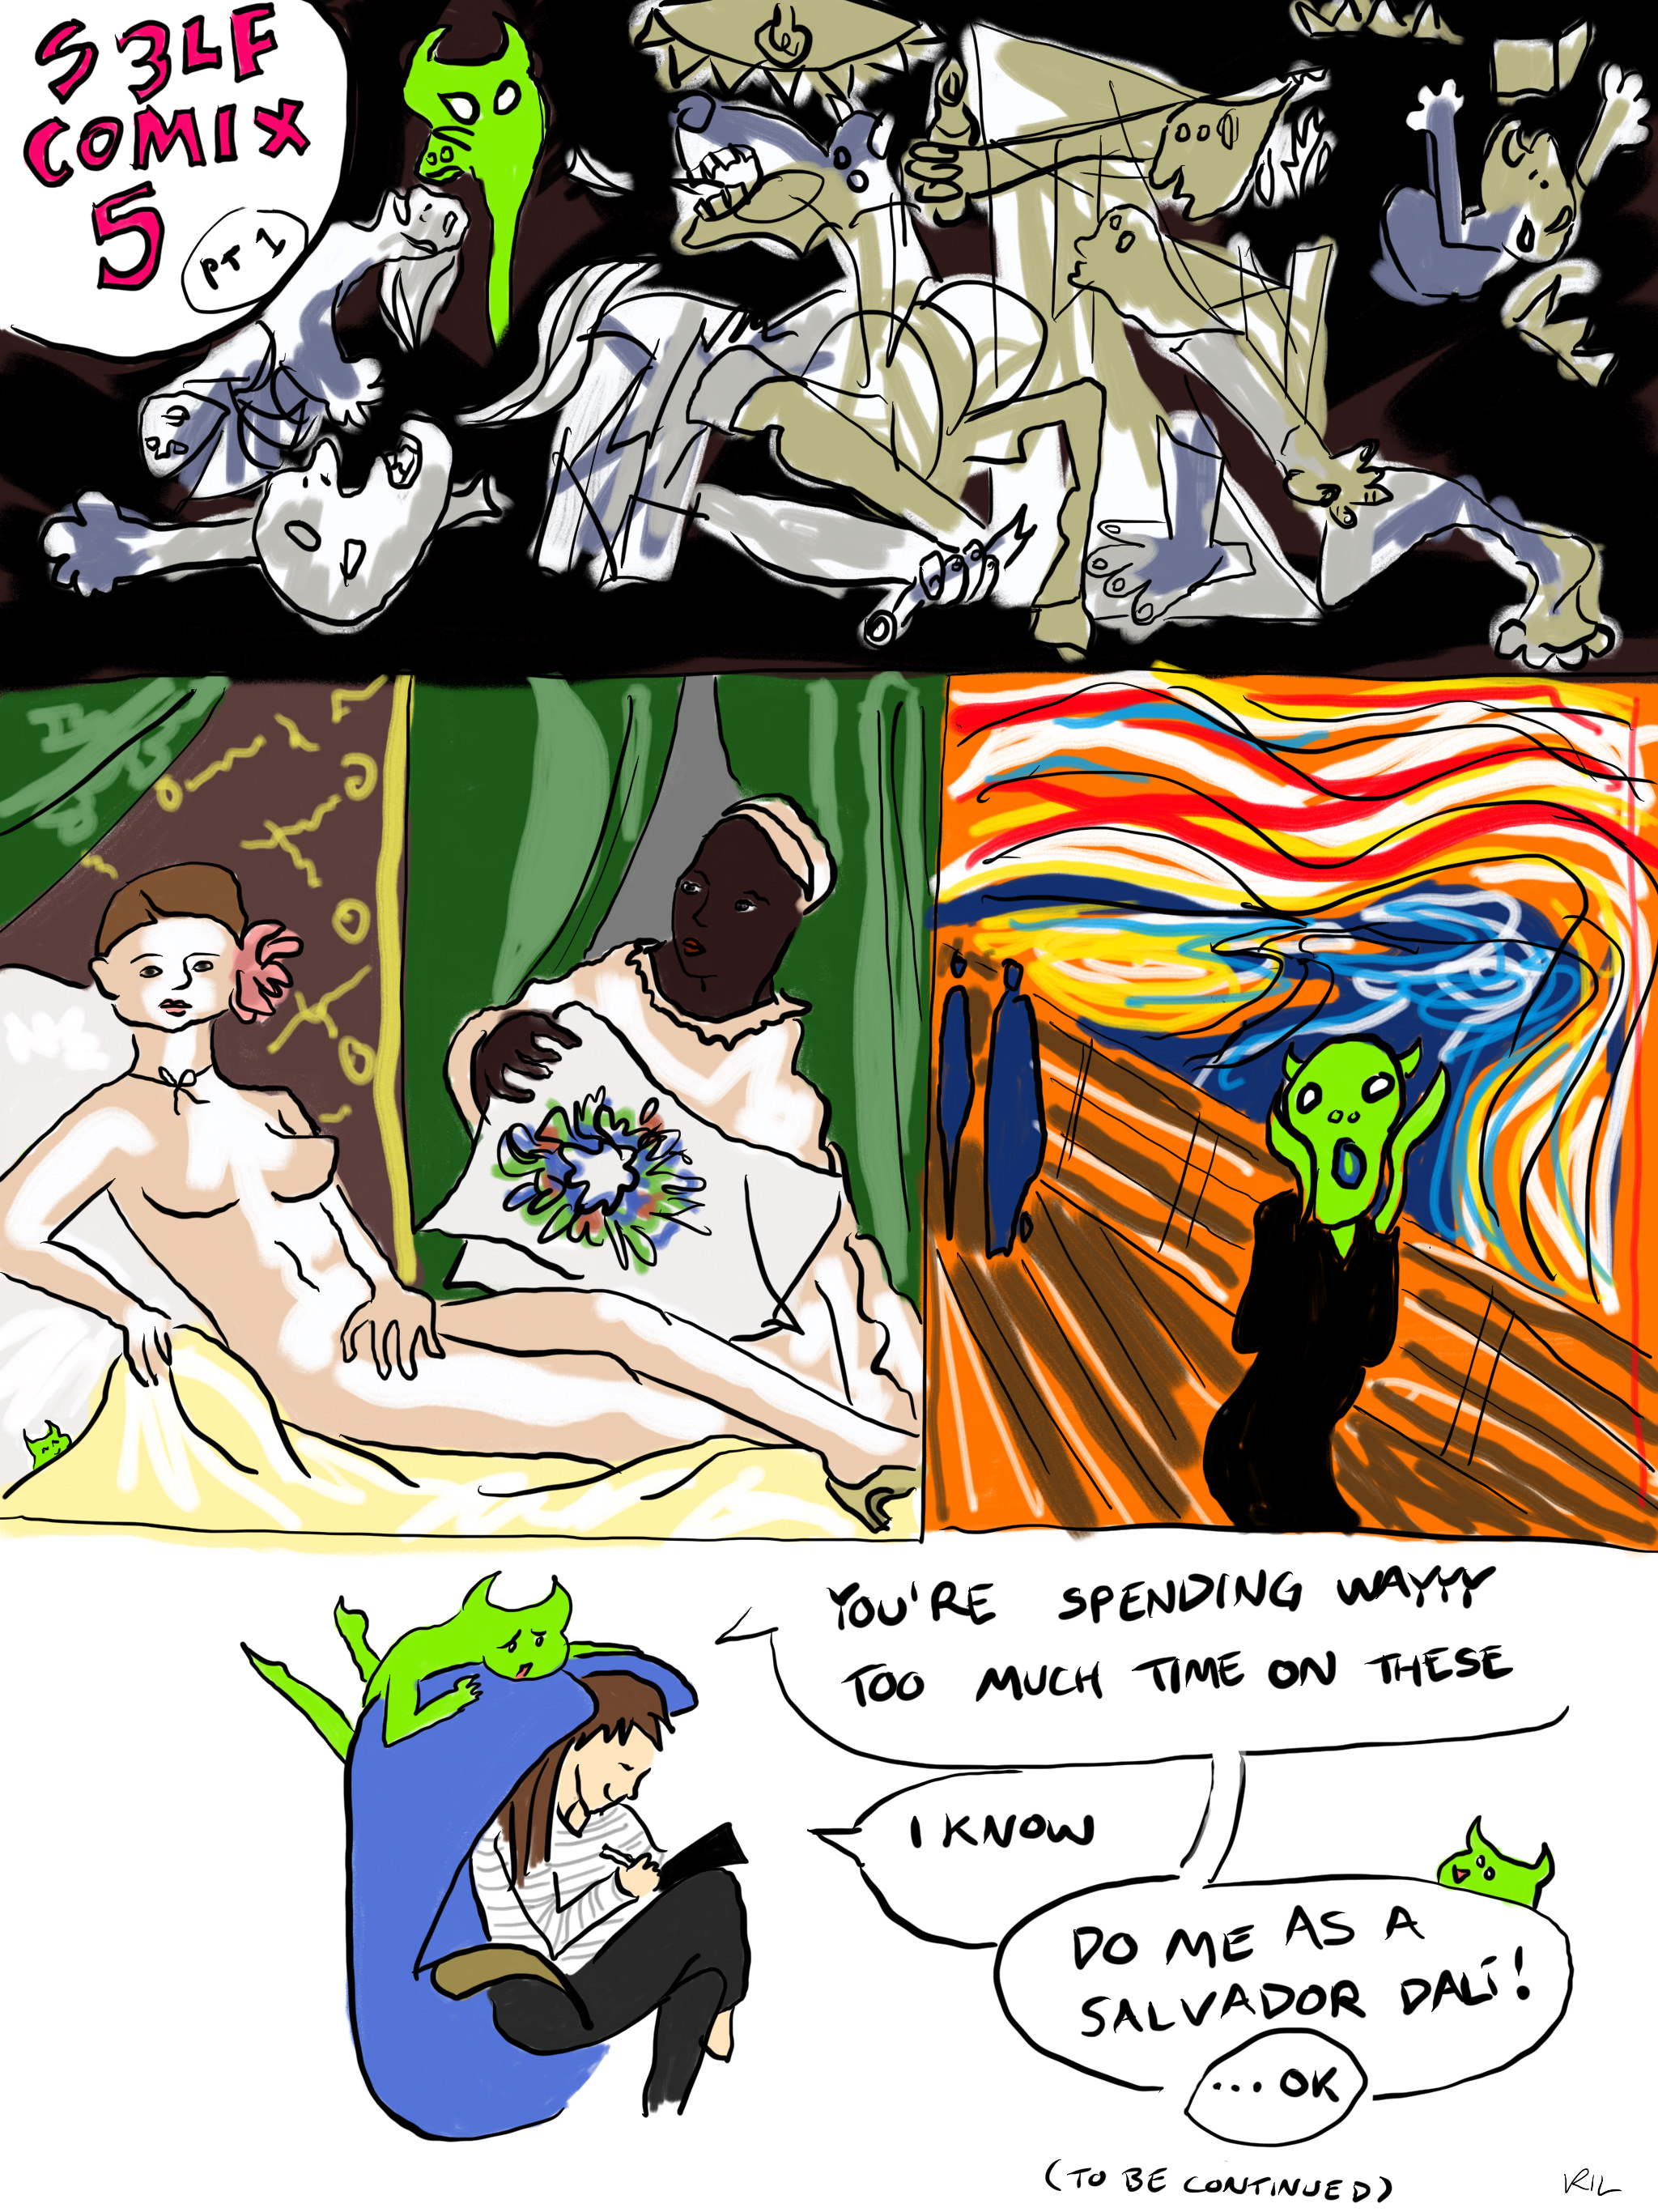 S3LF
COMIX
5
PT 1
YOU'RE SPENDING WAYYY
TOO MUCH TIME ON THESE
I KNOW
DO ME AS A
SALVADOR DALÍ!
... OK
(TO BE CONTINUED)